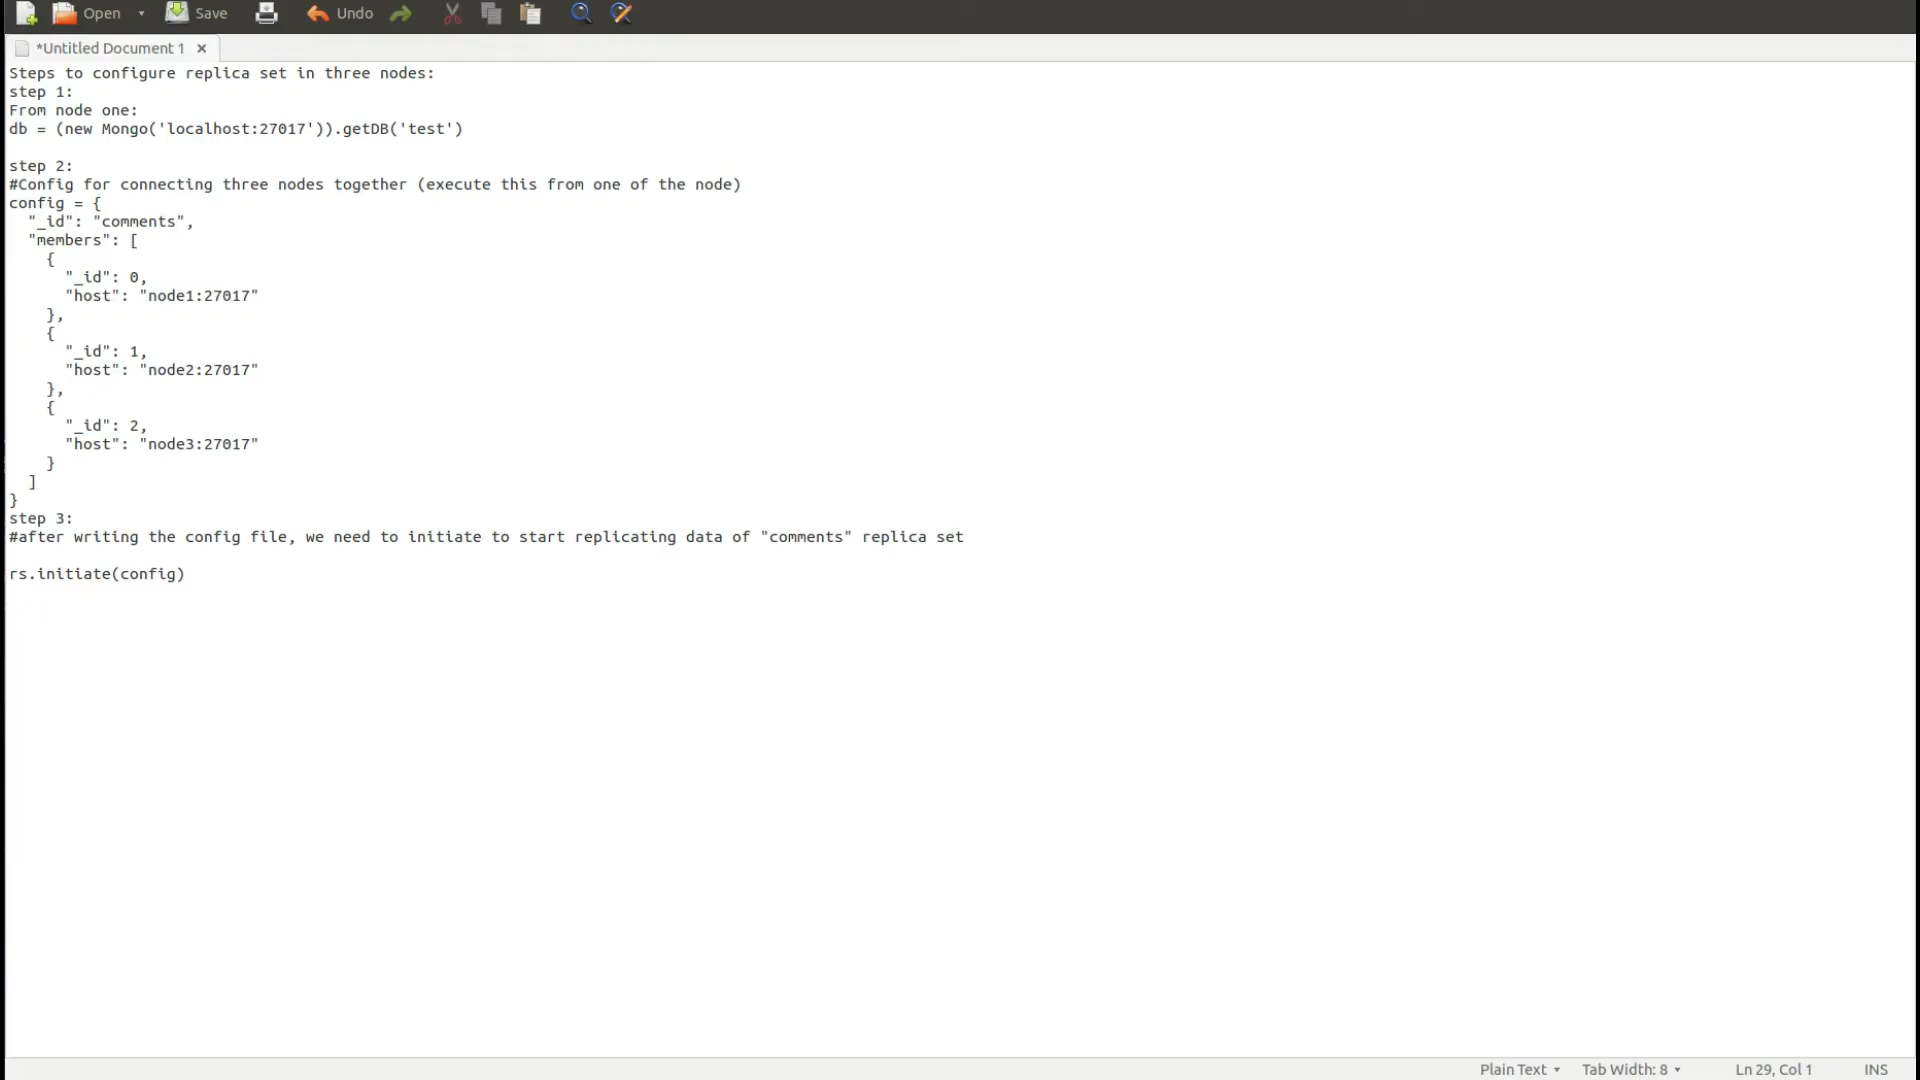 Open Save Undo
*Untitled Document 1
Steps to configure replica set in three nodes:
step 1:
From node one:
db = (new Mongo('localhost:27017')).getDB('test')
step 2:
#Config for connecting three nodes together (execute this from one of the node)
config = {
  "_id": "comments",
  "members": [
    {
      "_id": 0,
      "host": "node1:27017"
    },
    {
      "_id": 1,
      "host": "node2:27017"
    },
    {
      "_id": 2,
      "host": "node3:27017"
    }
  ]
}
step 3:
#after writing the config file, we need to initiate to start replicating data of "comments" replica set
rs.initiate(config)
Plain Text Tab Width: 8 Ln 29, Col 1 INS